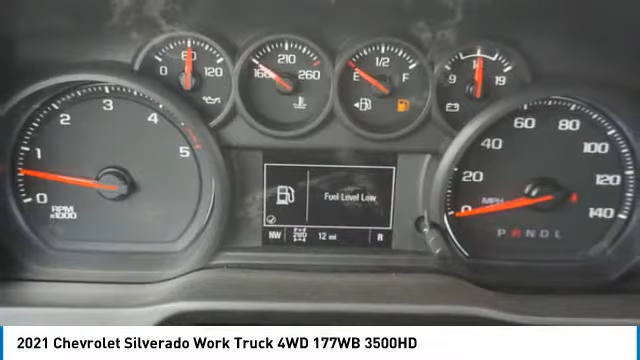 0 60 120
160 210 260
E 1/2 F
9 14 19
0 1 2 3 4 5
RPM
x1000
Fuel Level Low
NW 2WD 12 mi R
0 20 40 60 80 100 120 140
MPH
P R N D L
2021 Chevrolet Silverado Work Truck 4WD 177WB 3500HD